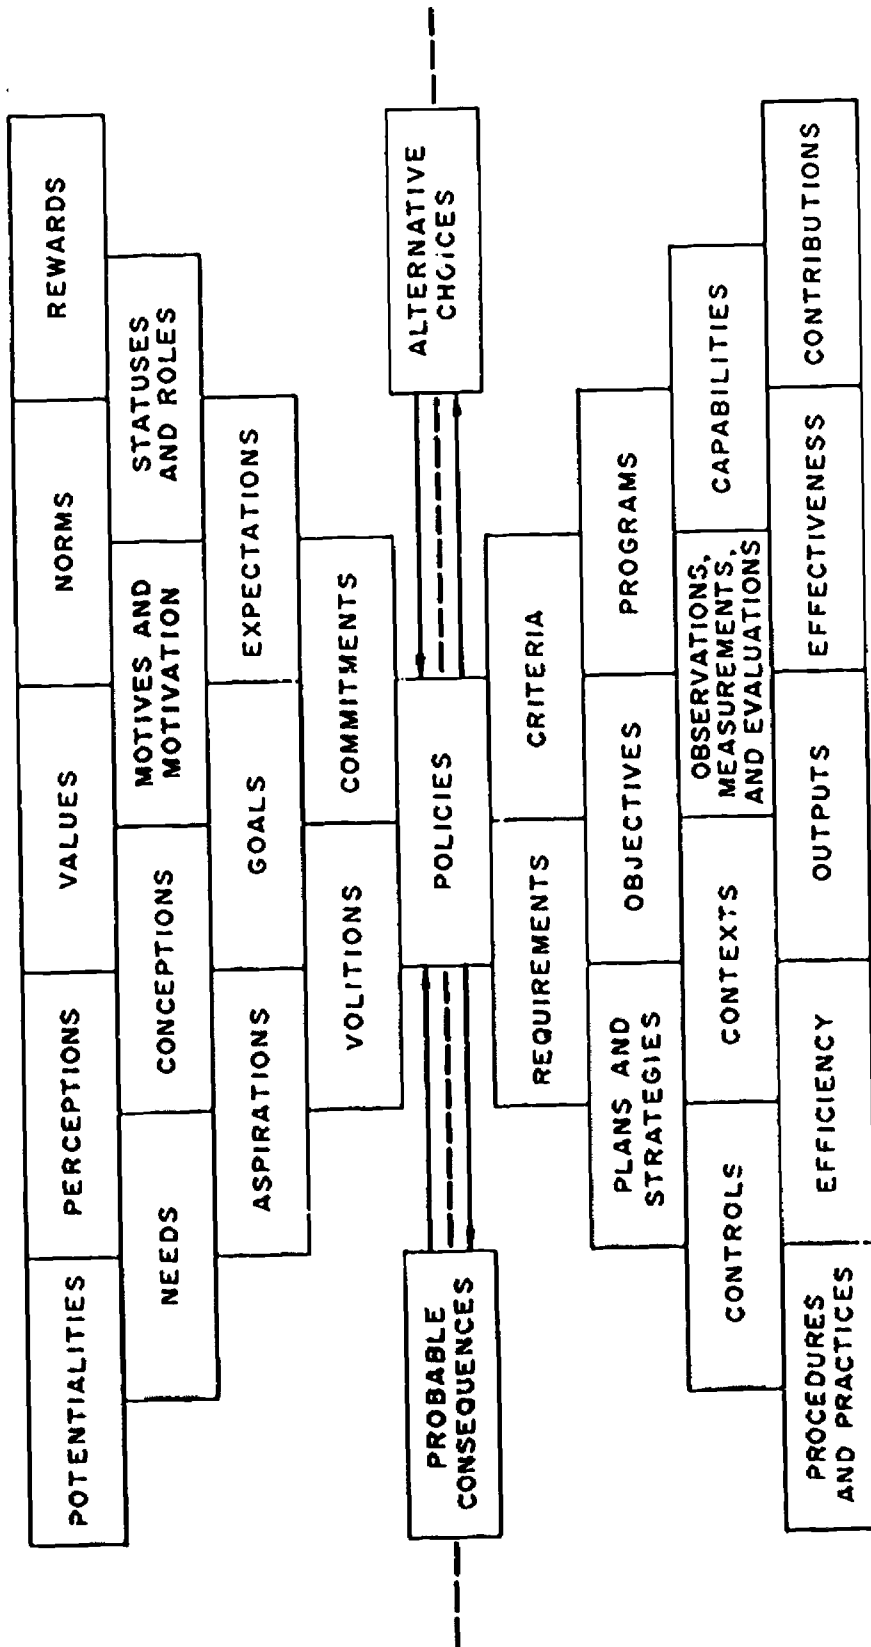 POTENTIALITIES
PERCEPTIONS
VALUES
NORMS
REWARDS
NEEDS
CONCEPTIONS
MOTIVES AND
MOTIVATION
STATUSES
AND ROLES
ASPIRATIONS
GOALS
EXPECTATIONS
VOLITIONS
COMMITMENTS
PROBABLE
CONSEQUENCES
POLICIES
ALTERNATIVE
CHOICES
REQUIREMENTS
CRITERIA
PLANS AND
STRATEGIES
OBJECTIVES
PROGRAMS
CONTROLS
CONTEXTS
OBSERVATIONS,
MEASUREMENTS,
AND EVALUATIONS
CAPABILITIES
PROCEDURES
AND PRACTICES
EFFICIENCY
OUTPUTS
EFFECTIVENESS
CONTRIBUTIONS